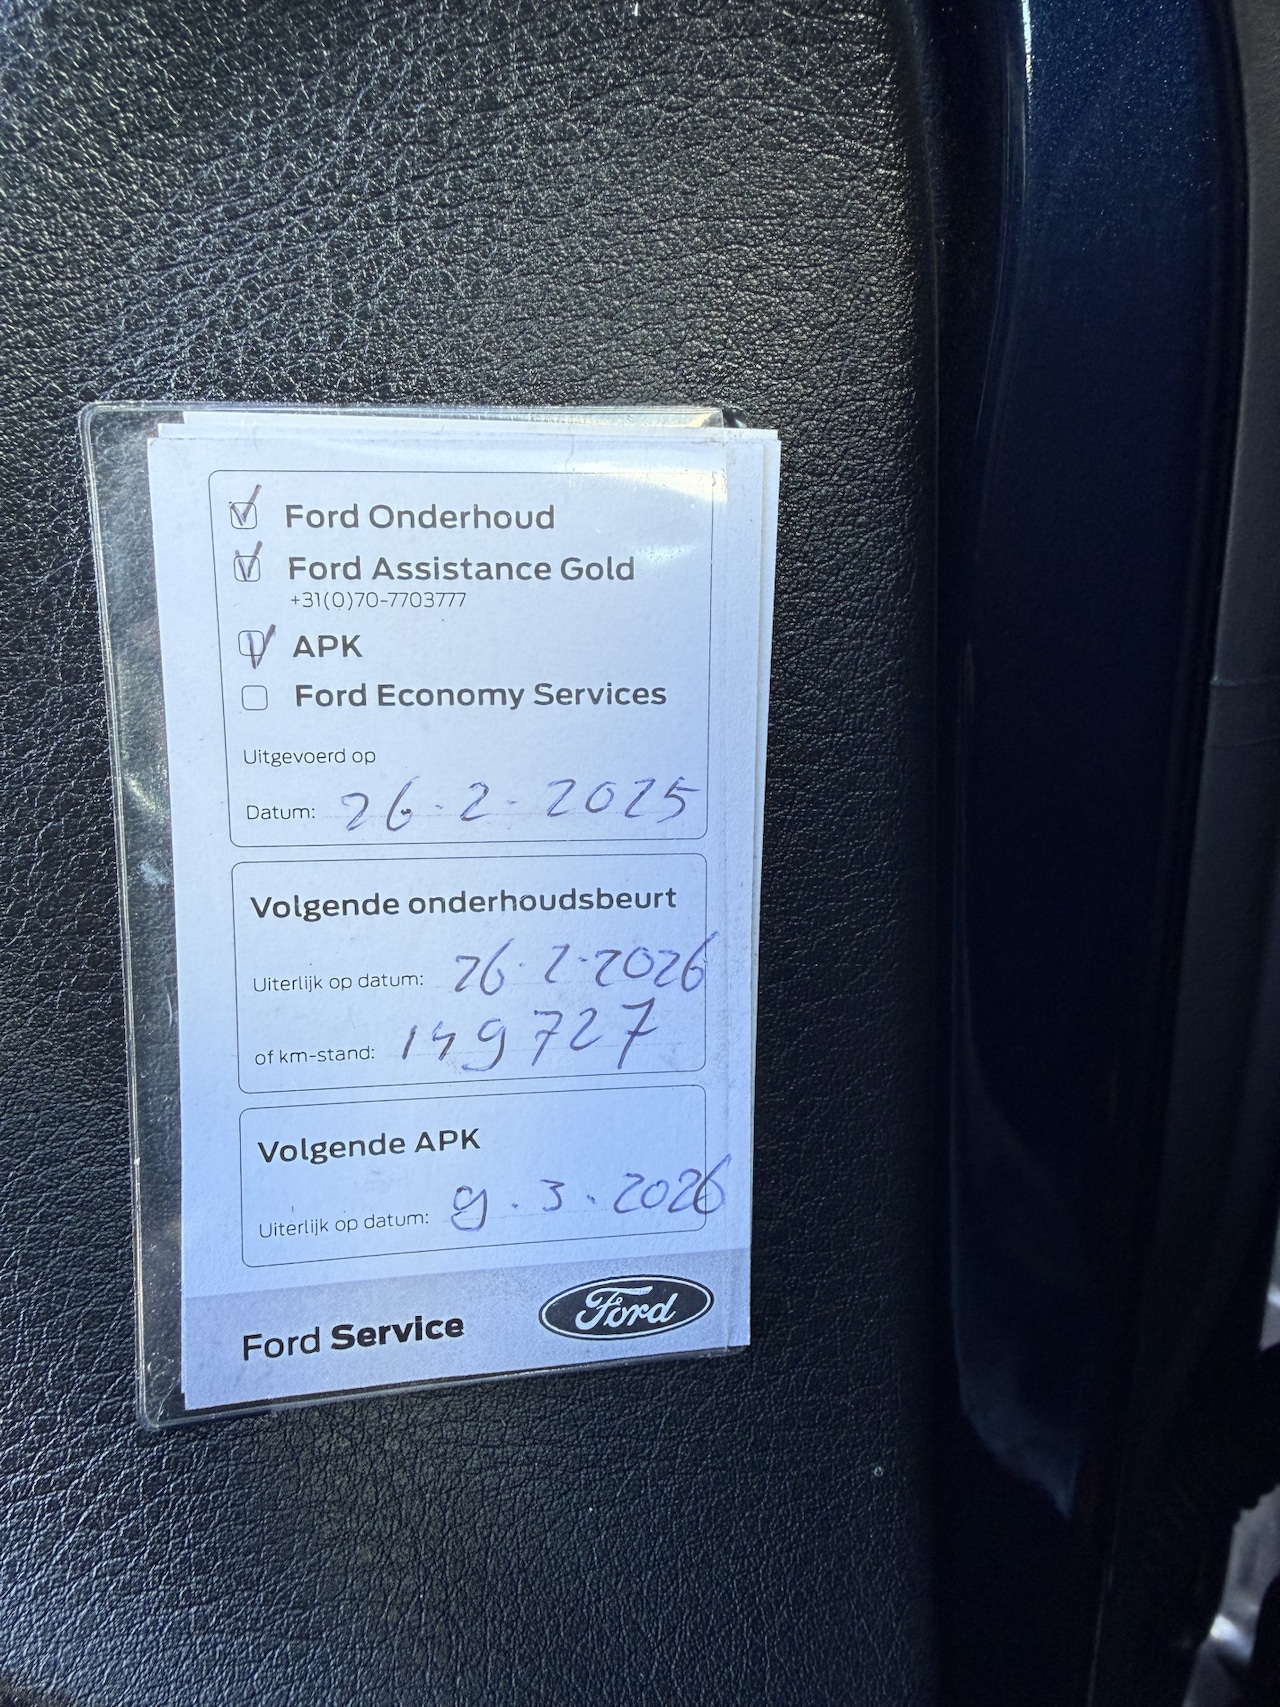 Ford Onderhoud
Ford Assistance Gold
+31(0)70-7703777
APK
Ford Economy Services
Uitgevoerd op
Datum: 26-2-2025
Volgende onderhoudsbeurt
Uiterlijk op datum: 26-2-2026
of km-stand: 149727
Volgende APK
Uiterlijk op datum: 9.3.2026
Ford Service
Ford